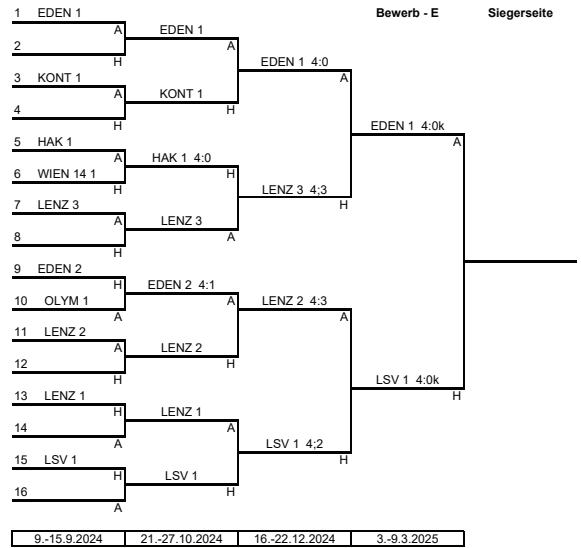 Bewerb - E Siegerseite
1 EDEN 1
A EDEN 1
2 A
H EDEN 1 4:0
3 KONT 1 A
A KONT 1
4 H
H EDEN 1 4:0k
5 HAK 1 A
A HAK 1 4:0
6 WIEN 14 1 H
H LENZ 3 4;3
7 LENZ 3 H
A LENZ 3
8 A
H
9 EDEN 2
H EDEN 2 4:1
10 OLYM 1 A
A LENZ 2 4:3
11 LENZ 2 A
A LENZ 2
12 H
H LSV 1 4:0k
13 LENZ 1 H
H LENZ 1
14 A
A LSV 1 4;2
15 LSV 1 H
H LSV 1
16 H
A
9.-15.9.2024 21.-27.10.2024 16.-22.12.2024 3.-9.3.2025